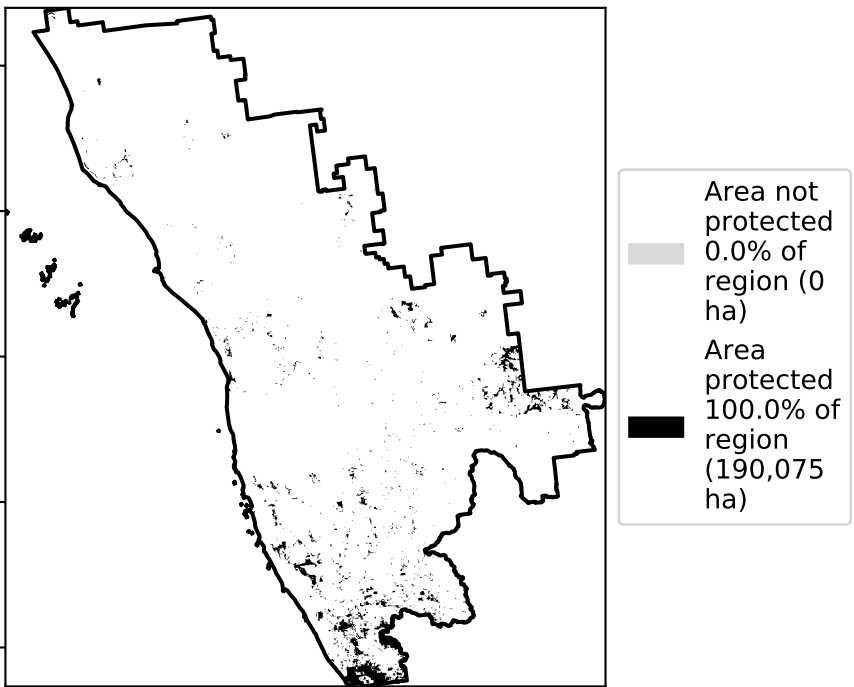 Area not
protected
0.0% of
region (0
ha)
Area
protected
100.0% of
region
(190,075
ha)